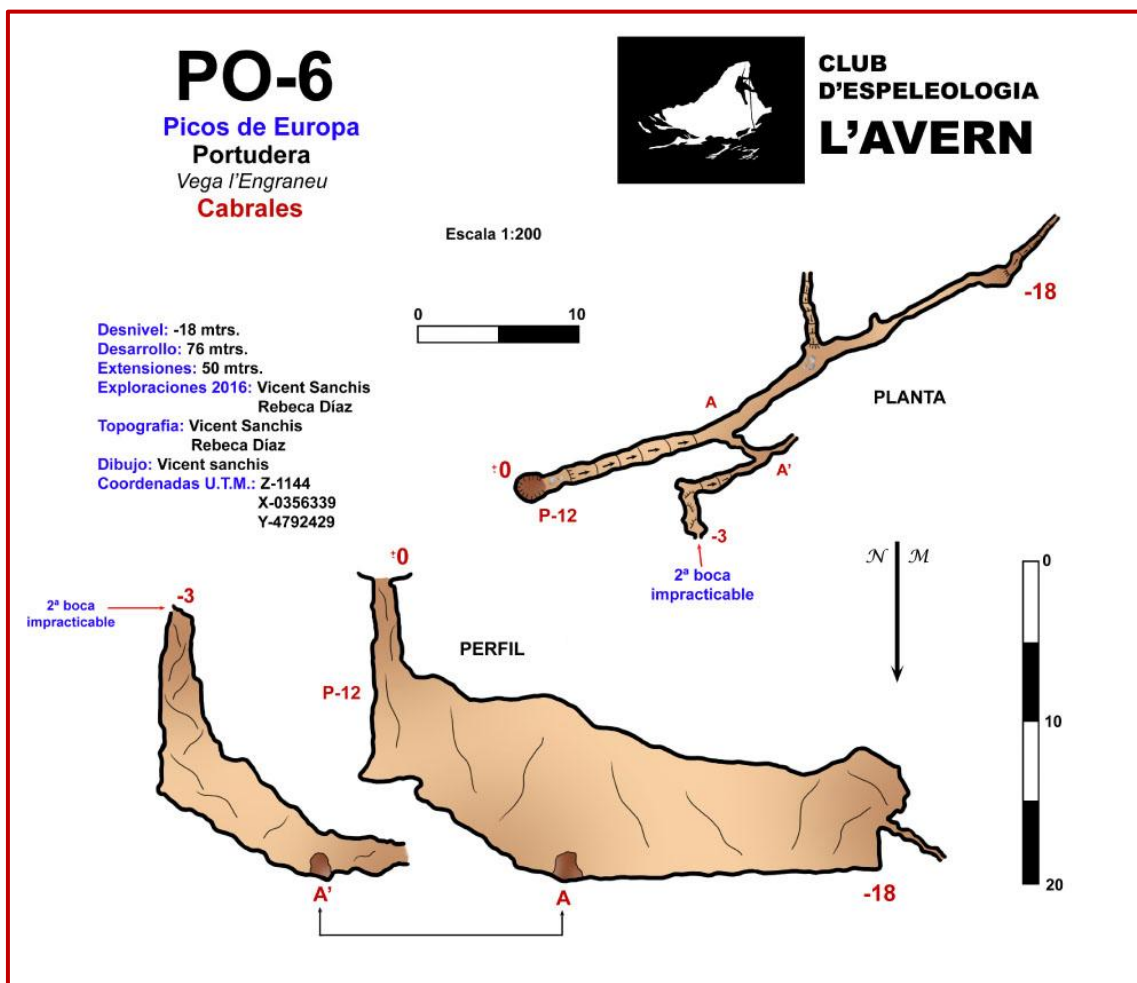 PO-6
Picos de Europa
Portudera
Vega l'Engraneu
Cabrales
CLUB
D'ESPELEOLOGIA
L'AVERN
Escala 1:200
0
10
Desnivel: -18 mtrs.
Desarrollo: 76 mtrs.
Extensiones: 50 mtrs.
Exploraciones 2016: Vicent Sanchis
Rebeca Díaz
Topografia: Vicent Sanchis
Rebeca Díaz
Dibujo: Vicent sanchis
Coordenadas U.T.M.: Z-1144
X-0356339
Y-4792429
-18
PLANTA
A
A'
±0
P-12
-3
2ª boca
impracticable
N M
0
10
20
-3
2ª boca
impracticable
±0
PERFIL
P-12
A'
A
-18